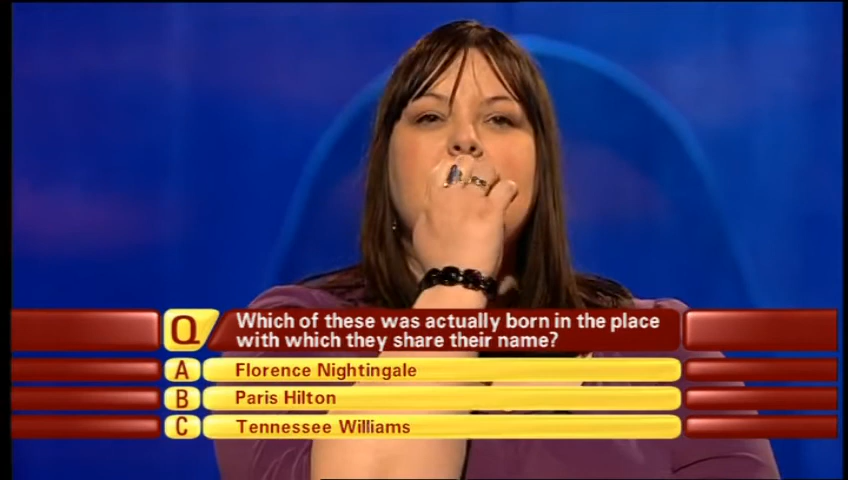 Q
Which of these was actually born in the place
with which they share their name?
A Florence Nightingale
B Paris Hilton
C Tennessee Williams